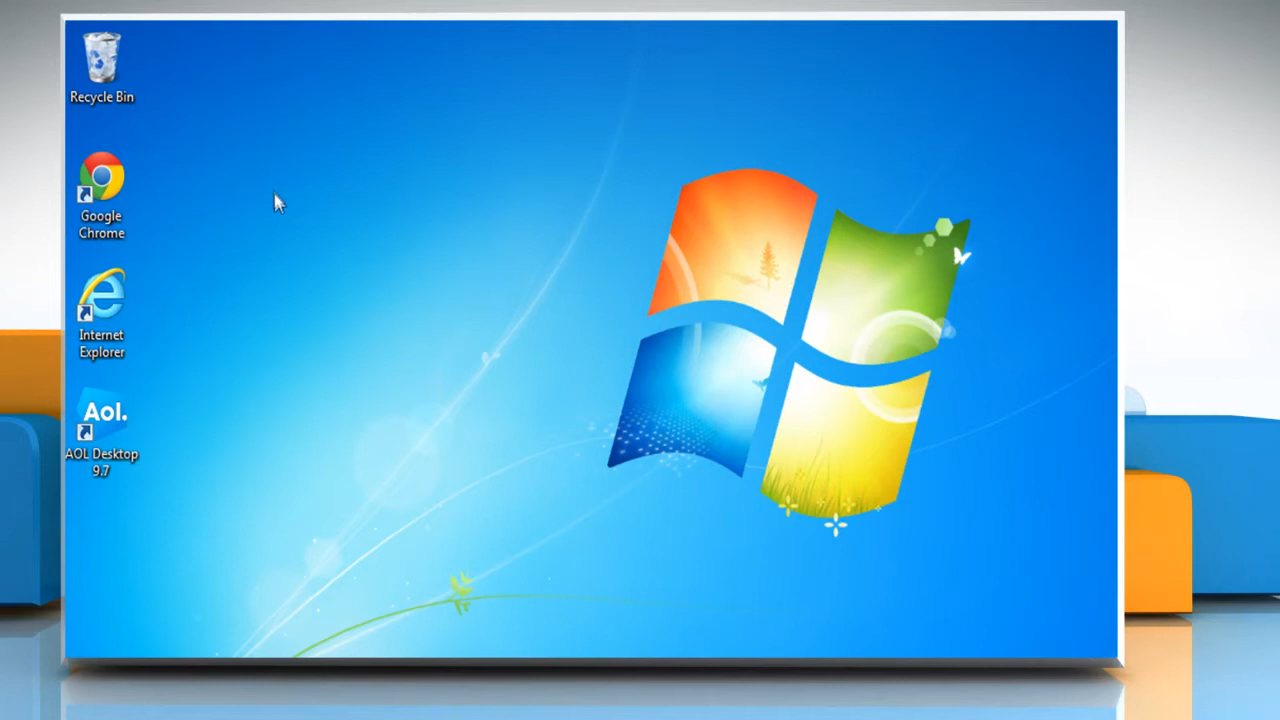 Recycle Bin
Google
Chrome
Internet
Explorer
Aol.
AOL Desktop
9.7